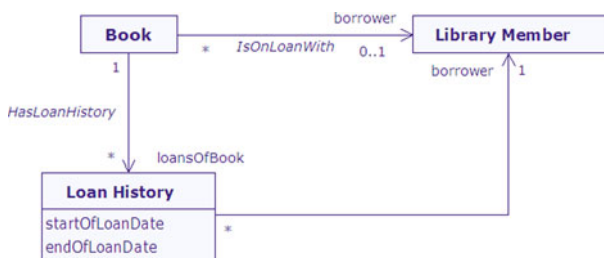 borrower
Book
Library Member
* IsOnLoanWith 0..1
1
borrower 1
HasLoanHistory
* loansOfBook
Loan History
startOfLoanDate
*
endOfLoanDate